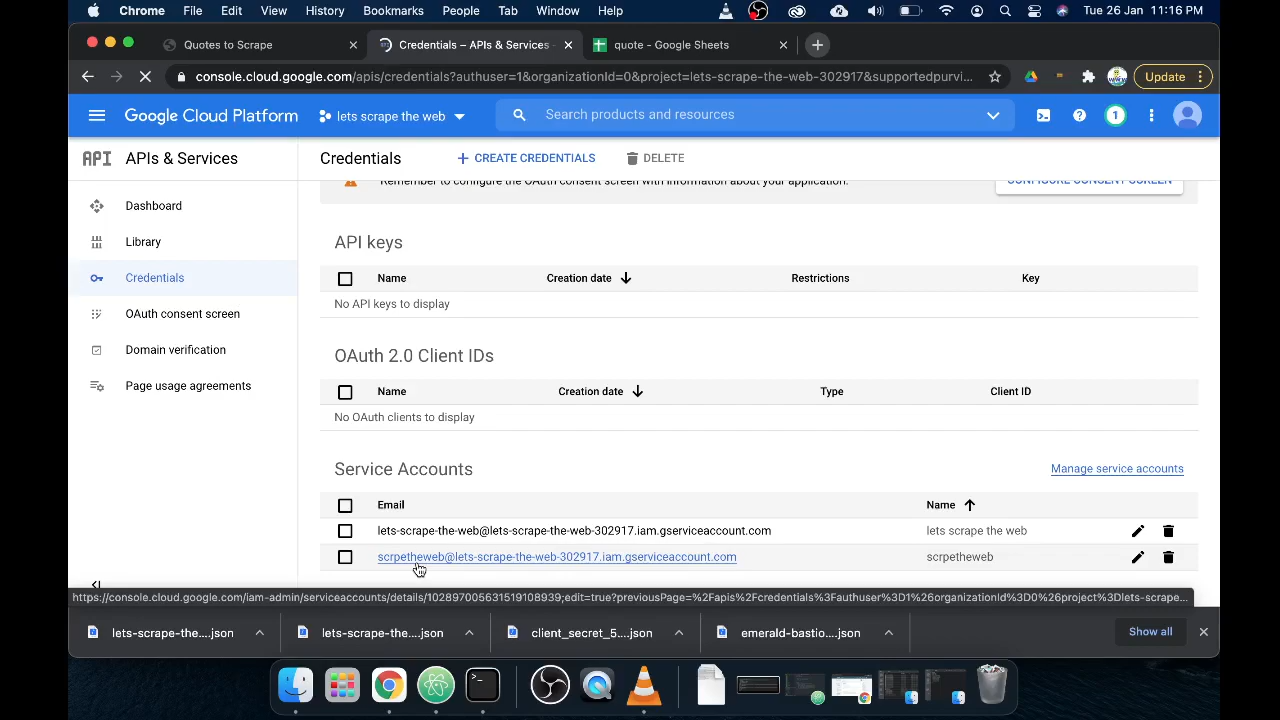 Chrome File Edit View History Bookmarks People Tab Window Help Tue 26 Jan 11:16 PM
Quotes to Scrape Credentials – APIs & Services quote - Google Sheets
console.cloud.google.com/apis/credentials?authuser=1&organizationId=0&project=lets-scrape-the-web-302917&supportedpurvi... Update
Google Cloud Platform lets scrape the web Search products and resources 1
API APIs & Services Credentials CREATE CREDENTIALS DELETE
Remember to configure the OAuth consent screen with information about your application. CONFIGURE CONSENT SCREEN
Dashboard
Library
Credentials
OAuth consent screen
Domain verification
Page usage agreements
API keys
Name Creation date Restrictions Key
No API keys to display
OAuth 2.0 Client IDs
Name Creation date Type Client ID
No OAuth clients to display
Service Accounts Manage service accounts
Email Name
lets-scrape-the-web@lets-scrape-the-web-302917.iam.gserviceaccount.com lets scrape the web
scrpetheweb@lets-scrape-the-web-302917.iam.gserviceaccount.com scrpetheweb
https://console.cloud.google.com/iam-admin/serviceaccounts/details/102897005631519108939;edit=true?previousPage=%2Fapis%2Fcredentials%3Fauthuser%3D1%26organizationId%3D0%26project%3Dlets-scrape...
lets-scrape-the....json lets-scrape-the....json client_secret_5....json emerald-bastio....json Show all